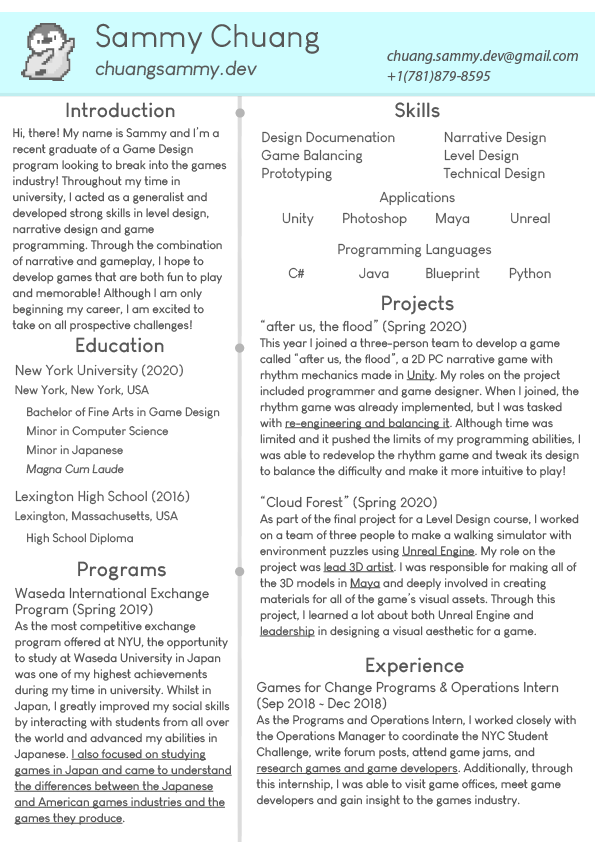 Sammy Chuang
chuangsammy.dev
chuang.sammy.dev@gmail.com
+1(781)879-8595
Introduction
Hi, there! My name is Sammy and I'm a
recent graduate of a Game Design
program looking to break into the games
industry! Throughout my time in
university, I acted as a generalist and
developed strong skills in level design,
narrative design and game
programming. Through the combination
of narrative and gameplay, I hope to
develop games that are both fun to play
and memorable! Although I am only
beginning my career, I am excited to
take on all prospective challenges!
Education
New York University (2020)
New York, New York, USA
Bachelor of Fine Arts in Game Design
Minor in Computer Science
Minor in Japanese
Magna Cum Laude
Lexington High School (2016)
Lexington, Massachusetts, USA
High School Diploma
Programs
Waseda International Exchange
Program (Spring 2019)
As the most competitive exchange
program offered at NYU, the opportunity
to study at Waseda University in Japan
was one of my highest achievements
during my time in university. Whilst in
Japan, I greatly improved my social skills
by interacting with students from all over
the world and advanced my abilities in
Japanese. I also focused on studying
games in Japan and came to understand
the differences between the Japanese
and American games industries and the
games they produce.
Skills
Design Documenation Narrative Design
Game Balancing Level Design
Prototyping Technical Design
Applications
Unity Photoshop Maya Unreal
Programming Languages
C# Java Blueprint Python
Projects
"after us, the flood" (Spring 2020)
This year I joined a three-person team to develop a game
called "after us, the flood", a 2D PC narrative game with
rhythm mechanics made in Unity. My roles on the project
included programmer and game designer. When I joined, the
rhythm game was already implemented, but I was tasked
with re-engineering and balancing it. Although time was
limited and it pushed the limits of my programming abilities, I
was able to redevelop the rhythm game and tweak its design
to balance the difficulty and make it more intuitive to play!
"Cloud Forest" (Spring 2020)
As part of the final project for a Level Design course, I worked
on a team of three people to make a walking simulator with
environment puzzles using Unreal Engine. My role on the
project was lead 3D artist. I was responsible for making all of
the 3D models in Maya and deeply involved in creating
materials for all of the game's visual assets. Through this
project, I learned a lot about both Unreal Engine and
leadership in designing a visual aesthetic for a game.
Experience
Games for Change Programs & Operations Intern
(Sep 2018 ~ Dec 2018)
As the Programs and Operations Intern, I worked closely with
the Operations Manager to coordinate the NYC Student
Challenge, write forum posts, attend game jams, and
research games and game developers. Additionally, through
this internship, I was able to visit game offices, meet game
developers and gain insight to the games industry.